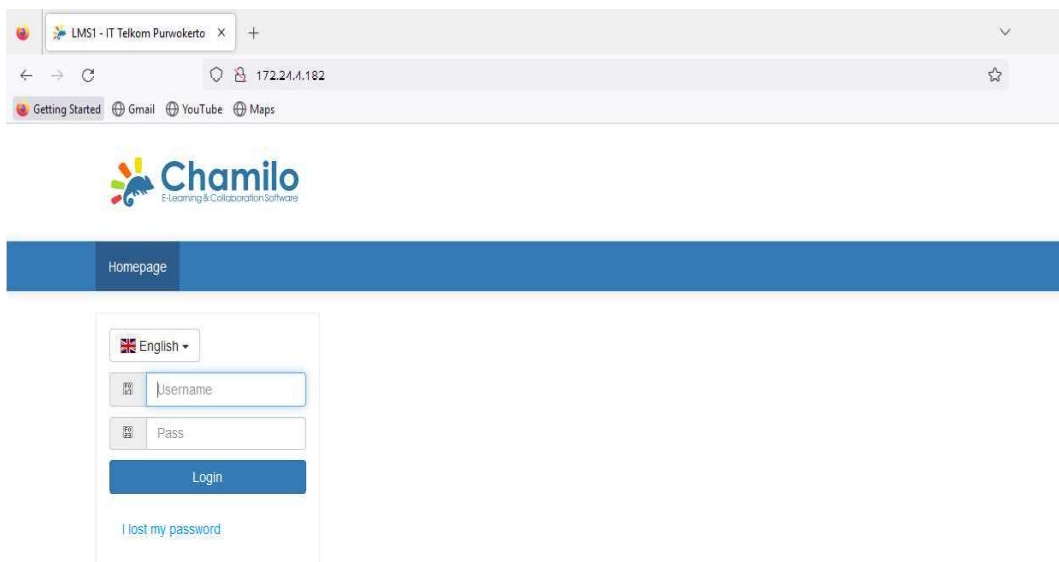 LMS1 - IT Telkom Purwokerto
172.24.4.182
Getting Started Gmail YouTube Maps
Chamilo
E-Learning & Collaboration Software
Homepage
English
Username
Pass
Login
I lost my password